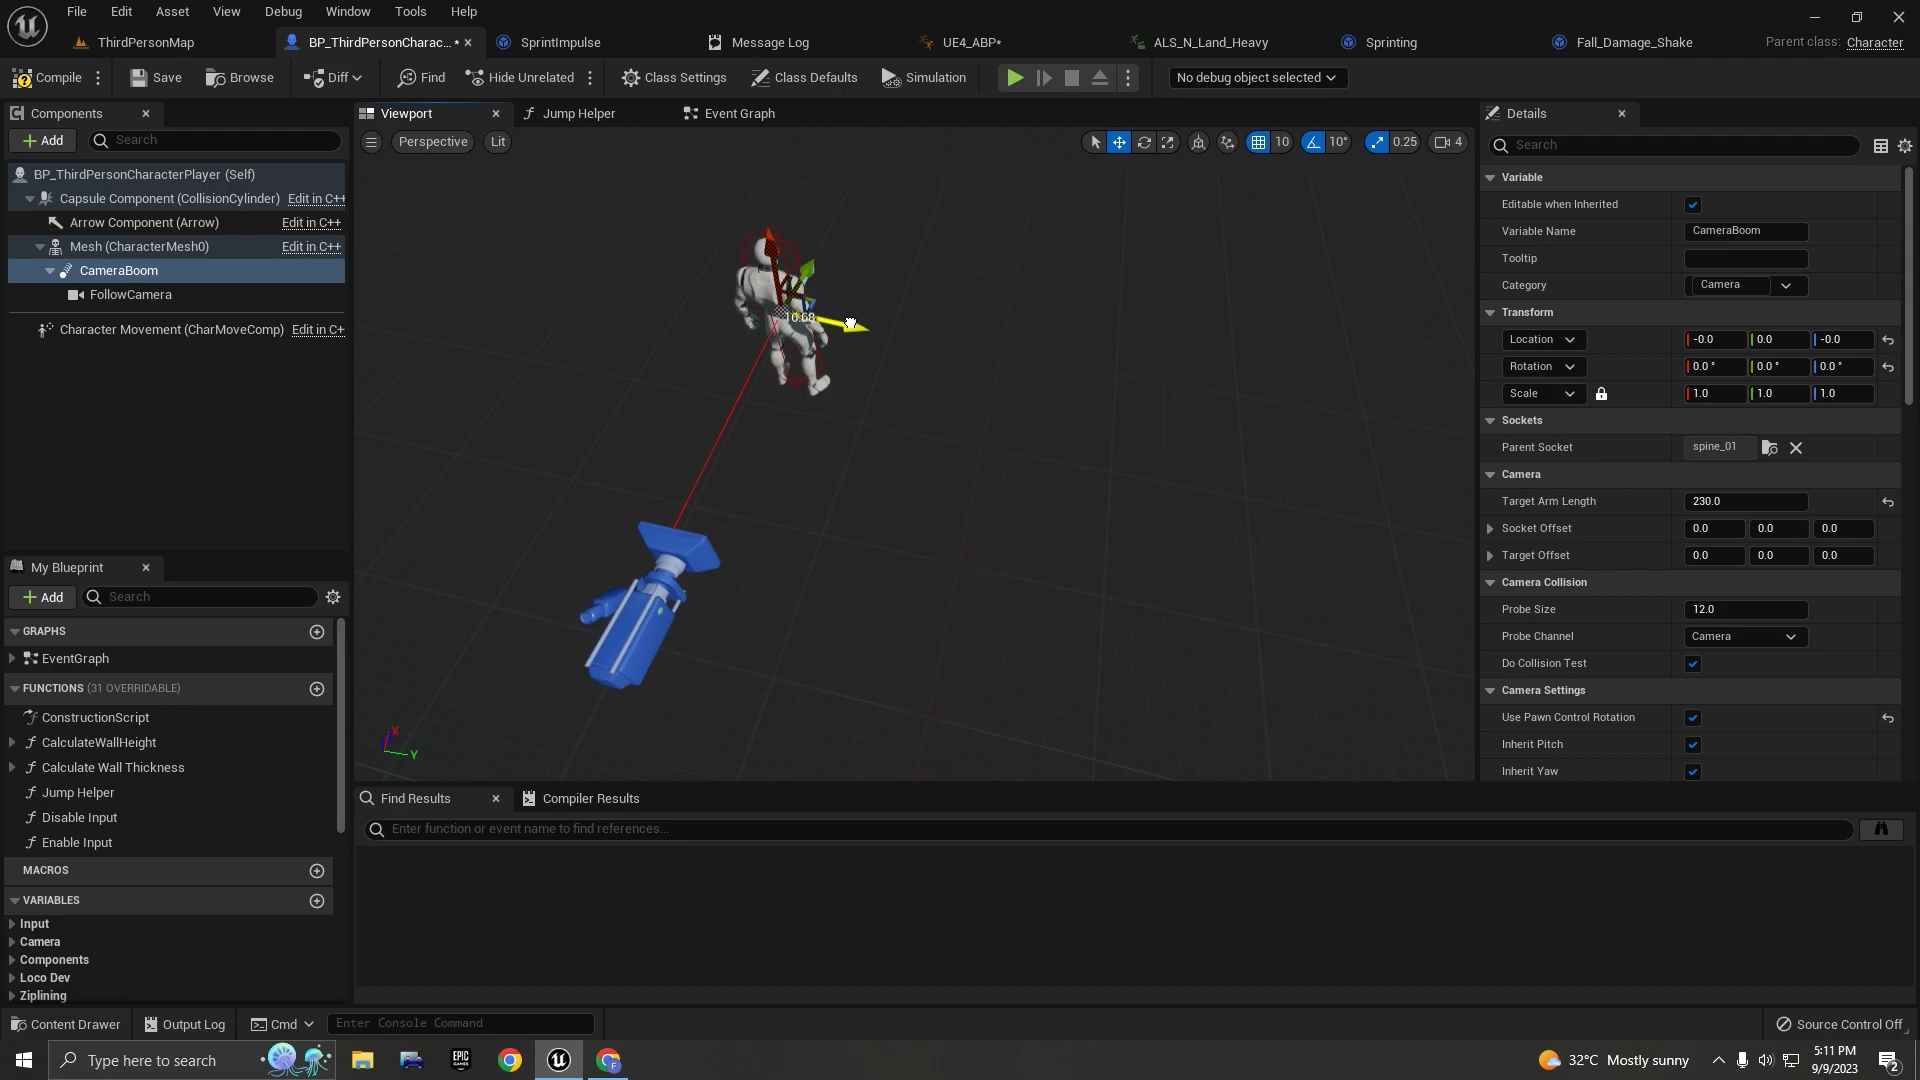 File Edit Asset View Debug Window Tools Help
ThirdPersonMap BP_ThirdPersonCharac... * SprintImpulse Message Log UE4_ABP* ALS_N_Land_Heavy Sprinting Fall_Damage_Shake Parent class: Character
Compile Save Browse Diff Find Hide Unrelated Class Settings Class Defaults Simulation No debug object selected
Components Viewport Jump Helper Event Graph Details
Add Search Perspective Lit 10 10° 0.25 4 Search
BP_ThirdPersonCharacterPlayer (Self)
Capsule Component (CollisionCylinder) Edit in C++
Arrow Component (Arrow) Edit in C++
Mesh (CharacterMesh0) Edit in C++
CameraBoom
FollowCamera
Character Movement (CharMoveComp) Edit in C+
10.68
X
Y
Variable
Editable when Inherited
Variable Name CameraBoom
Tooltip
Category Camera
Transform
Location -0.0 0.0 -0.0
Rotation 0.0 ° 0.0 ° 0.0 °
Scale 1.0 1.0 1.0
Sockets
Parent Socket spine_01
Camera
Target Arm Length 230.0
Socket Offset 0.0 0.0 0.0
Target Offset 0.0 0.0 0.0
Camera Collision
Probe Size 12.0
Probe Channel Camera
Do Collision Test
Camera Settings
Use Pawn Control Rotation
Inherit Pitch
Inherit Yaw
My Blueprint
Add Search
GRAPHS
EventGraph
FUNCTIONS (31 OVERRIDABLE)
ConstructionScript
CalculateWallHeight
Calculate Wall Thickness
Jump Helper
Disable Input
Enable Input
MACROS
VARIABLES
Input
Camera
Components
Loco Dev
Ziplining
Find Results Compiler Results
Enter function or event name to find references...
Content Drawer Output Log Cmd Enter Console Command Source Control Off
Type here to search EPIC GAMES F 32°C Mostly sunny 5:11 PM
9/9/2023 2